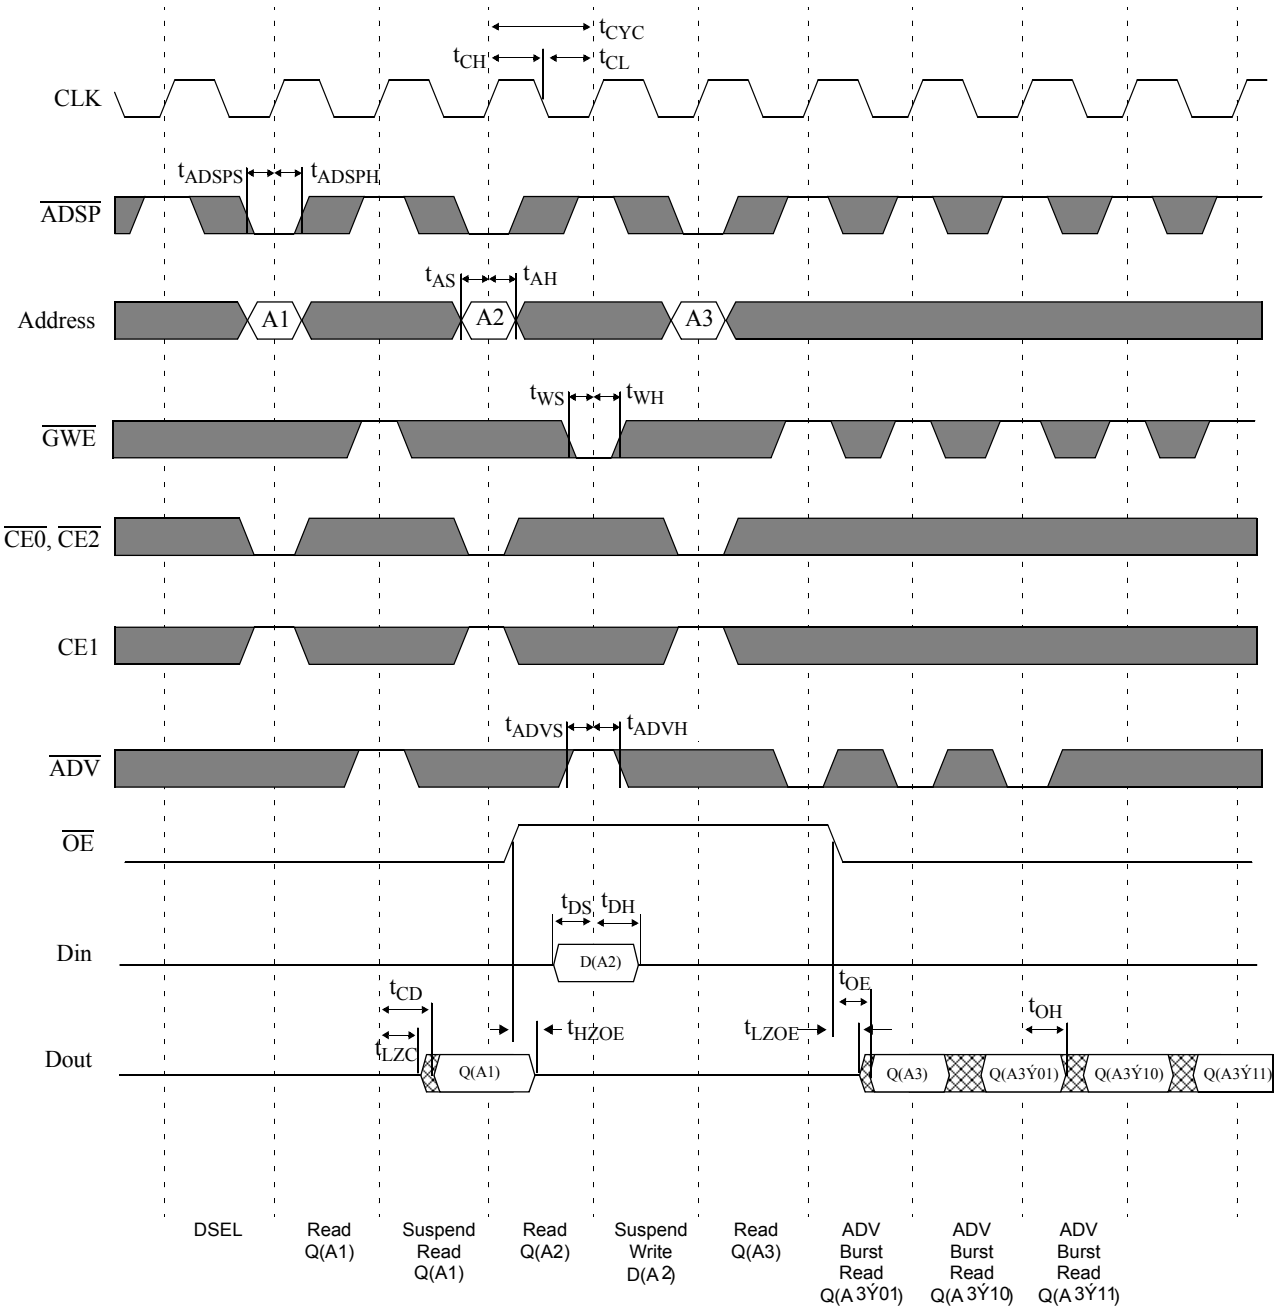 tCYC
tCH tCL
CLK
tADSPS tADSPH
ADSP
tAS tAH
Address A1 A2 A3
tWS tWH
GWE
CE0, CE2
CE1
tADVS tADVH
ADV
OE
tDS tDH
Din D(A2)
tCD tOE tOH
tHZOE tLZOE
tLZC
Dout Q(A1) Q(A3) Q(A3Ý01) Q(A3Ý10) Q(A3Ý11)
DSEL Read Suspend Read Suspend Read ADV ADV ADV
Q(A1) Read Q(A2) Write Q(A3) Burst Burst Burst
Q(A1) D(A2) Read Read Read
Q(A3Ý01) Q(A3Ý10) Q(A3Ý11)